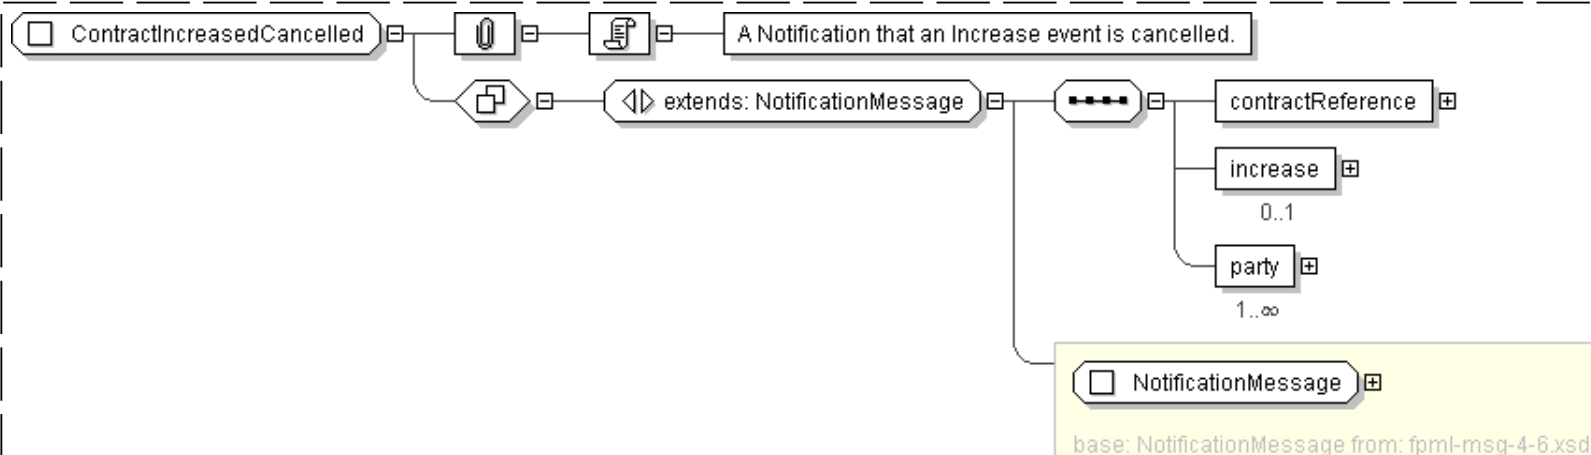 ContractIncreasedCancelled
A Notification that an Increase event is cancelled.
extends: NotificationMessage
contractReference
increase
0..1
party
1..∞
NotificationMessage
base: NotificationMessage from: fpml-msg-4-6.xsd